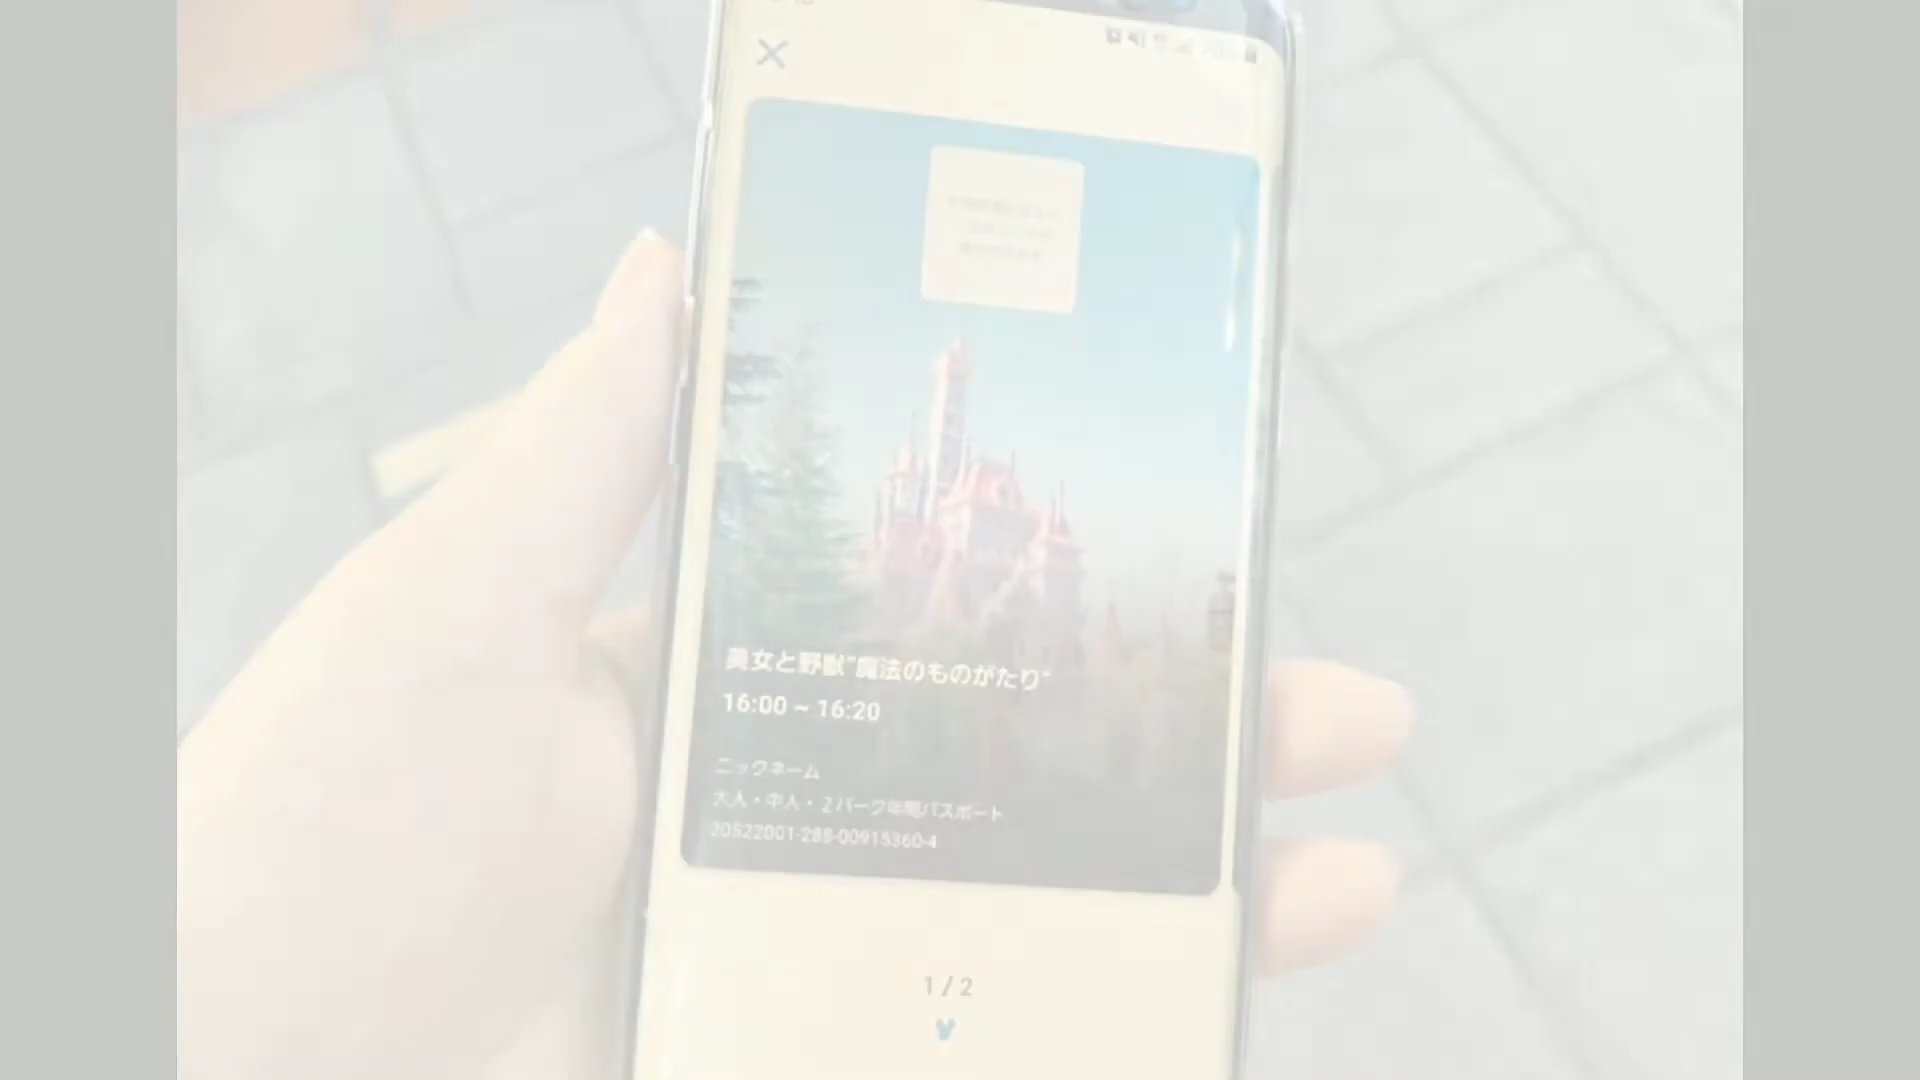 美女と野獣"魔法のものがたり"
16:00 ~ 16:20
ニックネーム
大人・中人・2パーク年間パスポート
20522001-288-00915360-4
1 / 2